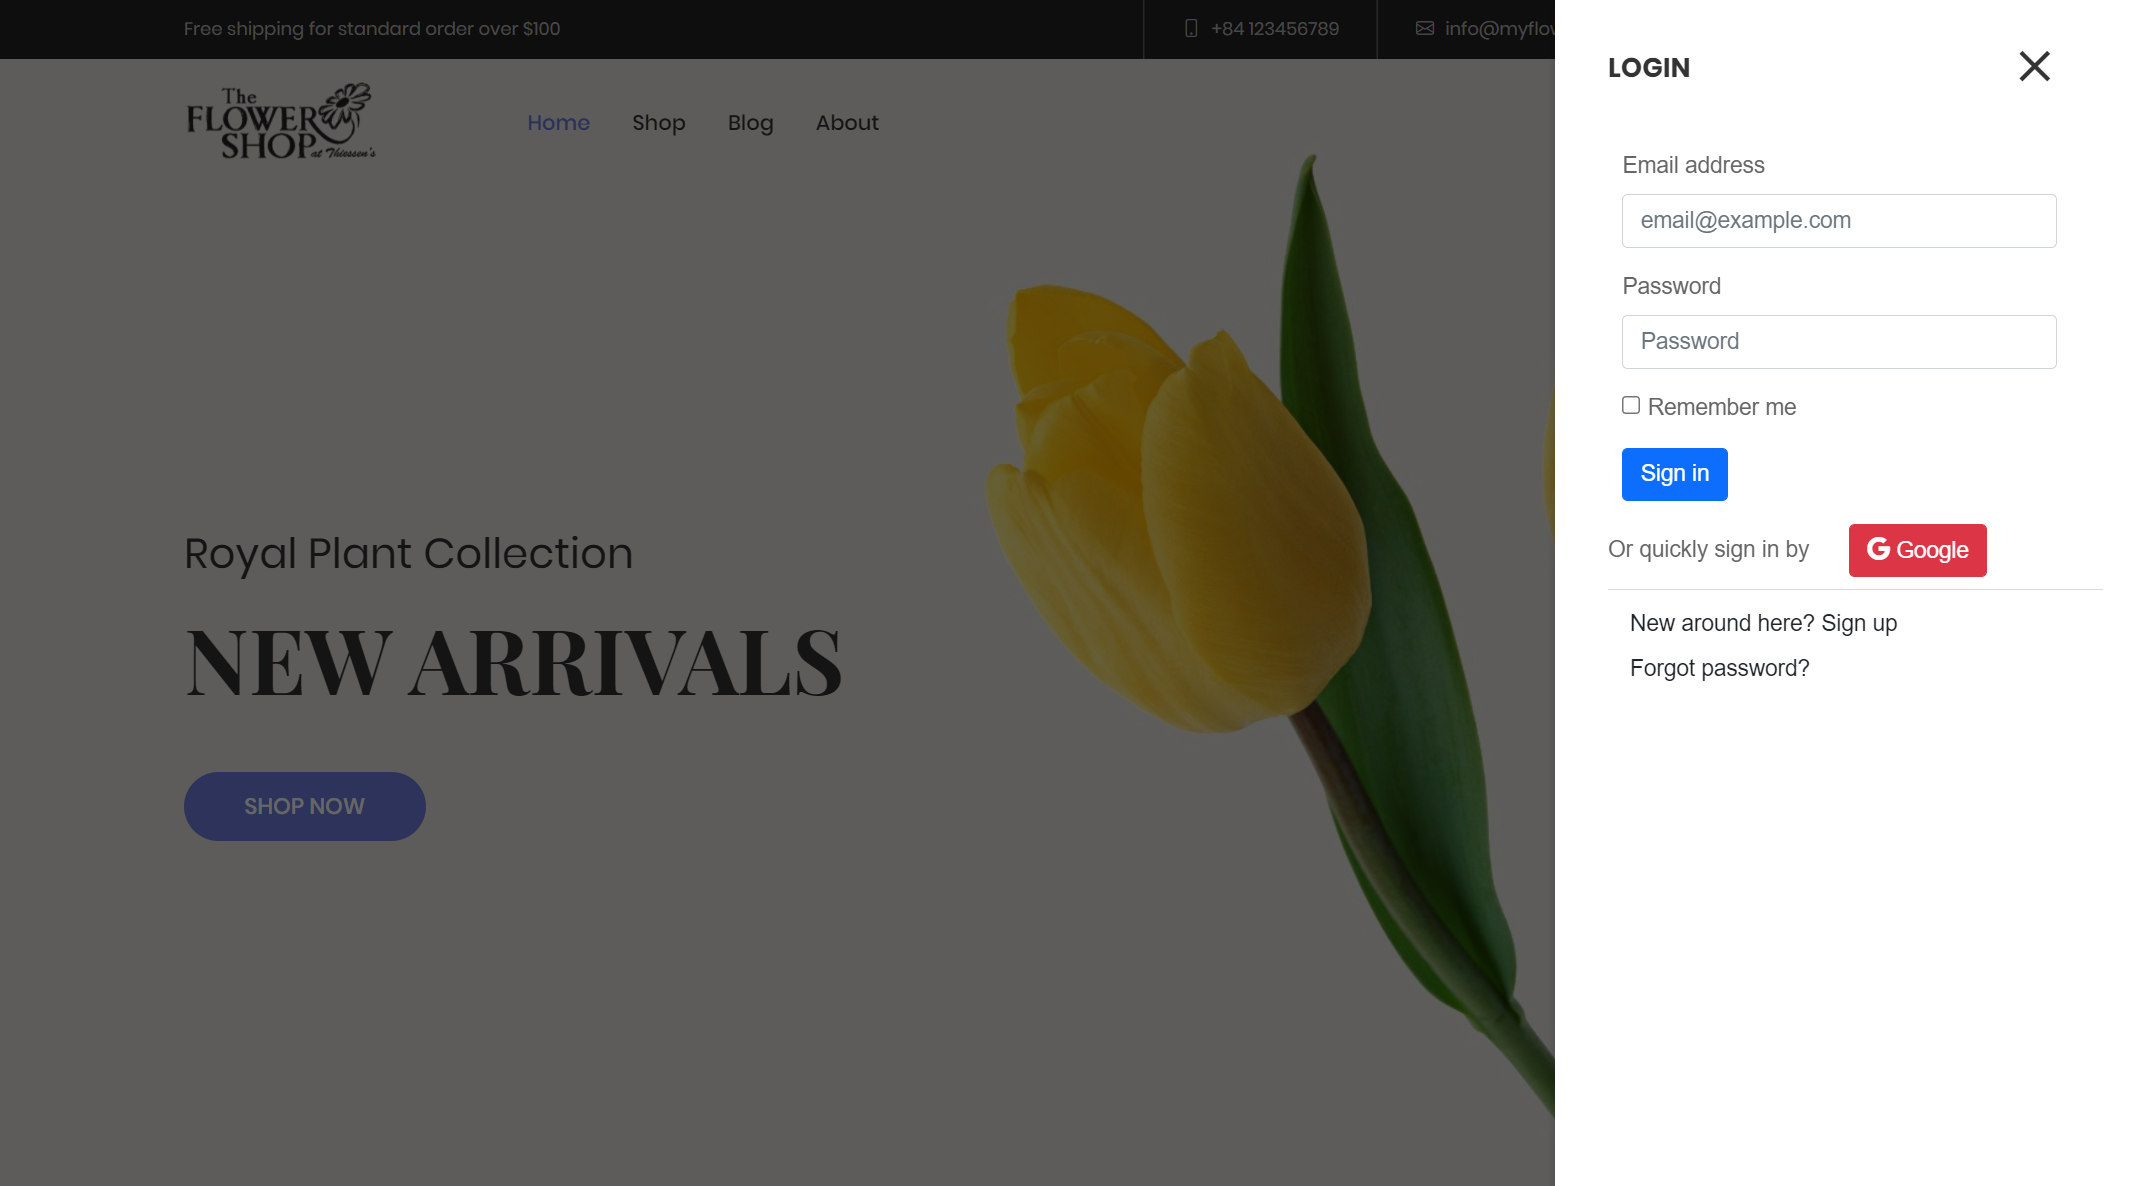 Free shipping for standard order over $100
+84 123456789
info@myflow
The
FLOWER
SHOP
at Thiessen's
Home
Shop
Blog
About
Royal Plant Collection
NEW ARRIVALS
SHOP NOW
LOGIN
Email address
email@example.com
Password
Password
Remember me
Sign in
Or quickly sign in by
Google
New around here? Sign up
Forgot password?